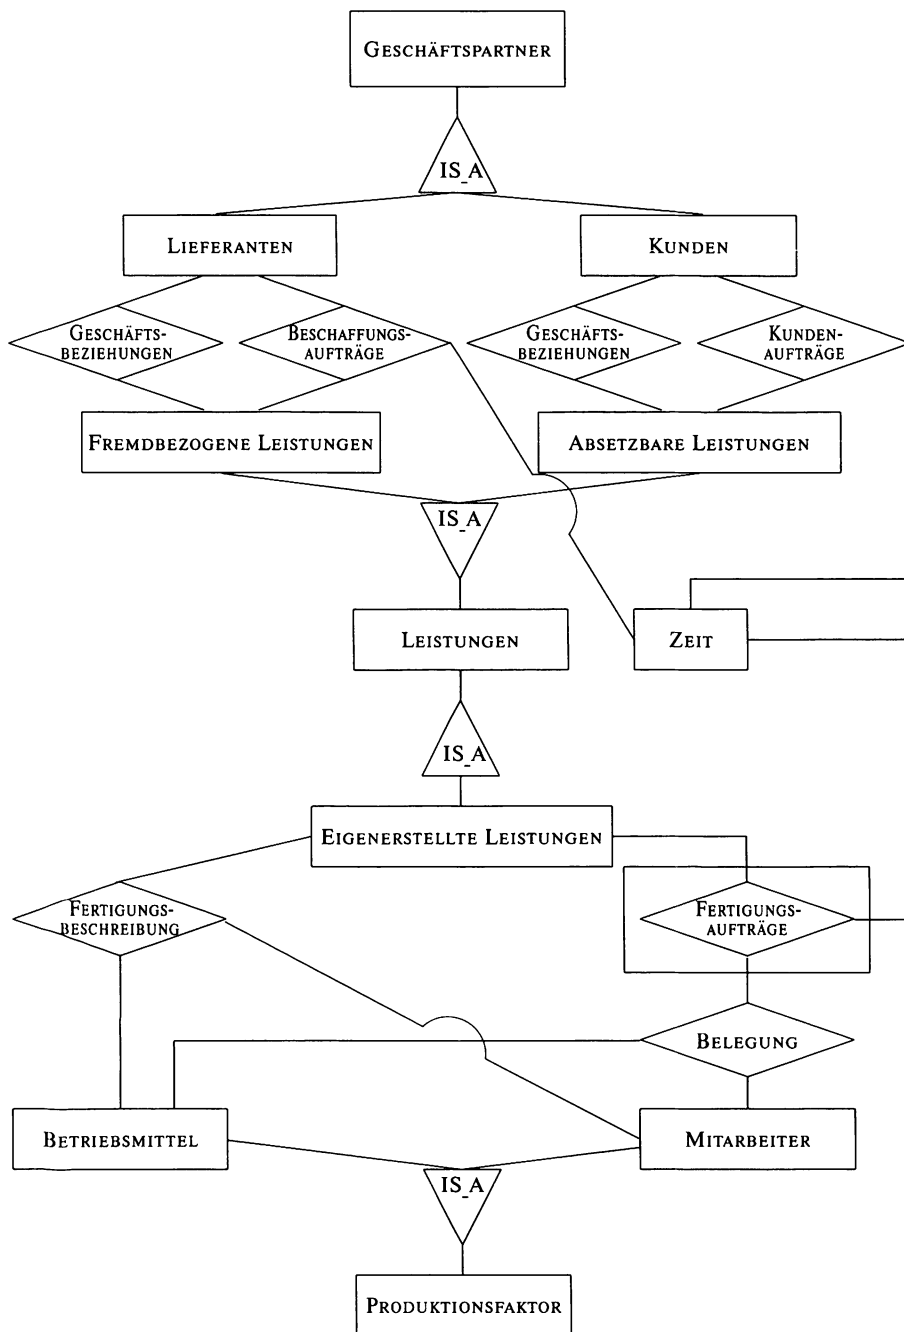 GESCHÄFTSPARTNER
IS_A
LIEFERANTEN
KUNDEN
GESCHÄFTS-
BEZIEHUNGEN
BESCHAFFUNGS-
AUFTRÄGE
GESCHÄFTS-
BEZIEHUNGEN
KUNDEN-
AUFTRÄGE
FREMDBEZOGENE LEISTUNGEN
ABSETZBARE LEISTUNGEN
IS_A
LEISTUNGEN
ZEIT
IS_A
EIGENERSTELLTE LEISTUNGEN
FERTIGUNGS-
BESCHREIBUNG
FERTIGUNGS-
AUFTRÄGE
BELEGUNG
BETRIEBSMITTEL
MITARBEITER
IS_A
PRODUKTIONSFAKTOR